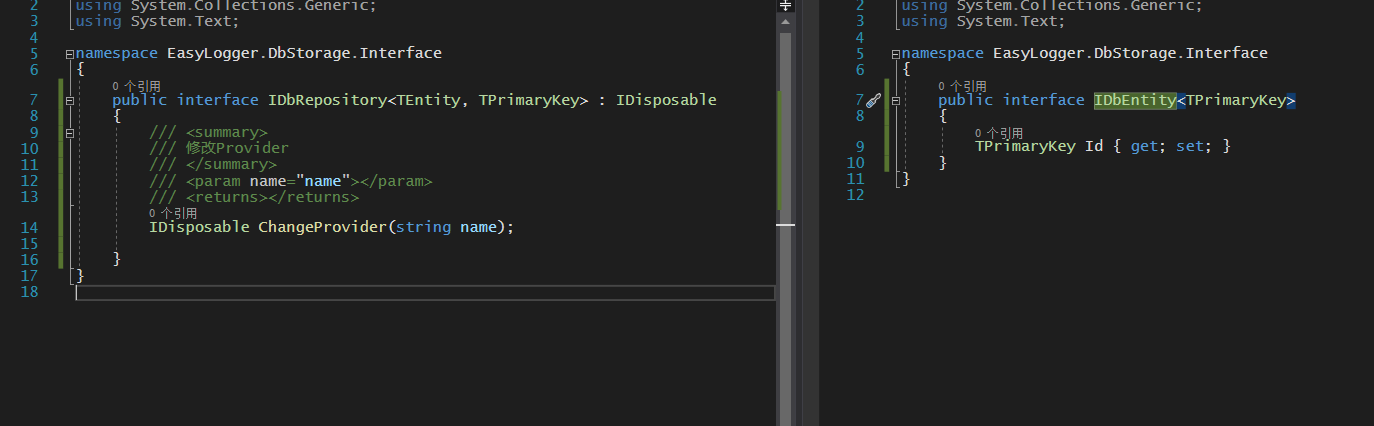 2 using System.Collections.Generic;
3 using System.Text;
4
5 namespace EasyLogger.DbStorage.Interface
6 {
0 个引用
7 public interface IDbRepository<TEntity, TPrimaryKey> : IDisposable
8 {
9 /// <summary>
10 /// 修改Provider
11 /// </summary>
12 /// <param name="name"></param>
13 /// <returns></returns>
0 个引用
14 IDisposable ChangeProvider(string name);
15
16 }
17 }
18
2 using System.Collections.Generic;
3 using System.Text;
4
5 namespace EasyLogger.DbStorage.Interface
6 {
0 个引用
7 public interface IDbEntity<TPrimaryKey>
8 {
0 个引用
9 TPrimaryKey Id { get; set; }
10 }
11 }
12